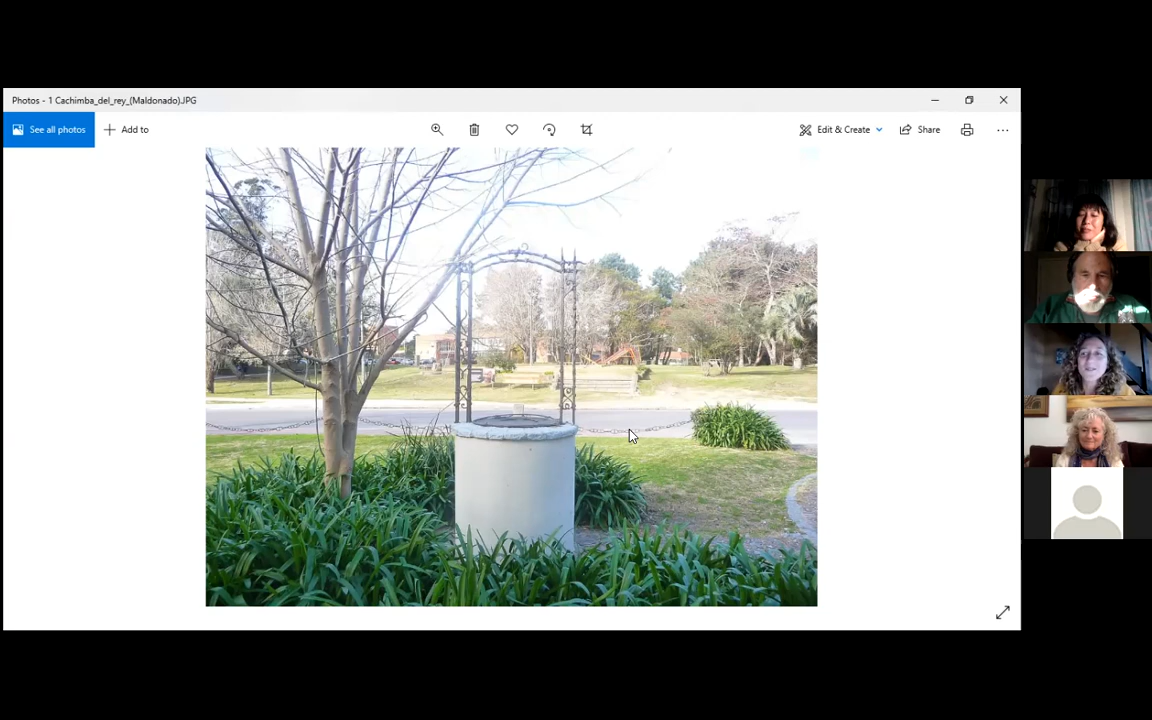 Photos - 1 Cachimba_del_rey_(Maldonado).JPG
See all photos
Add to
Edit & Create
Share